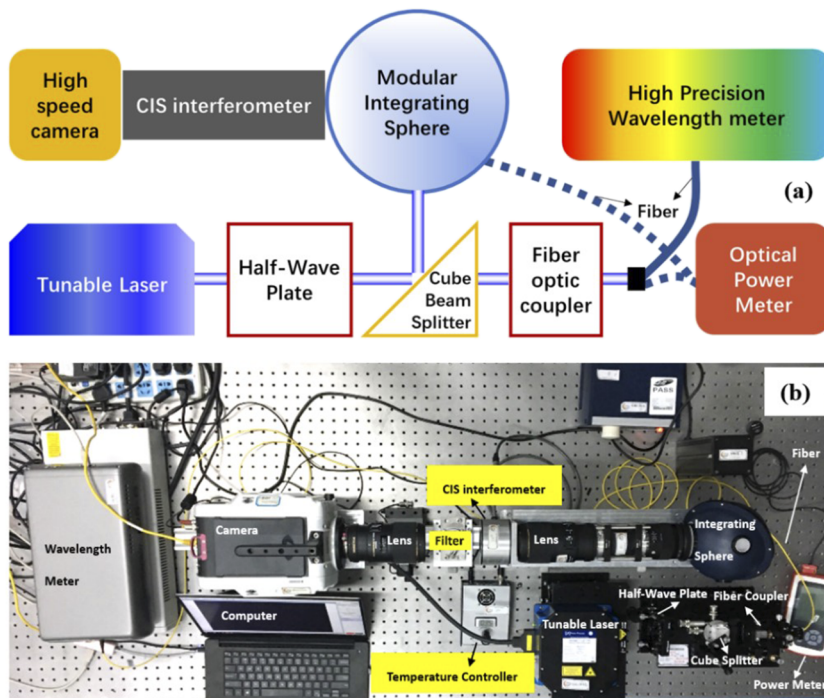 High
speed
camera
CIS interferometer
Modular
Integrating
Sphere
High Precision
Wavelength meter
(a)
Fiber
Tunable Laser
Half-Wave
Plate
Cube
Beam
Splitter
Fiber
optic
coupler
Optical
Power
Meter
(b)
PASS
Fiber
CIS interferometer
Camera
Lens
Filter
Lens
Integrating
Sphere
Wavelength
Meter
Half-Wave Plate
Fiber Coupler
Computer
Tunable Laser
Cube Splitter
Temperature Controller
Power Meter